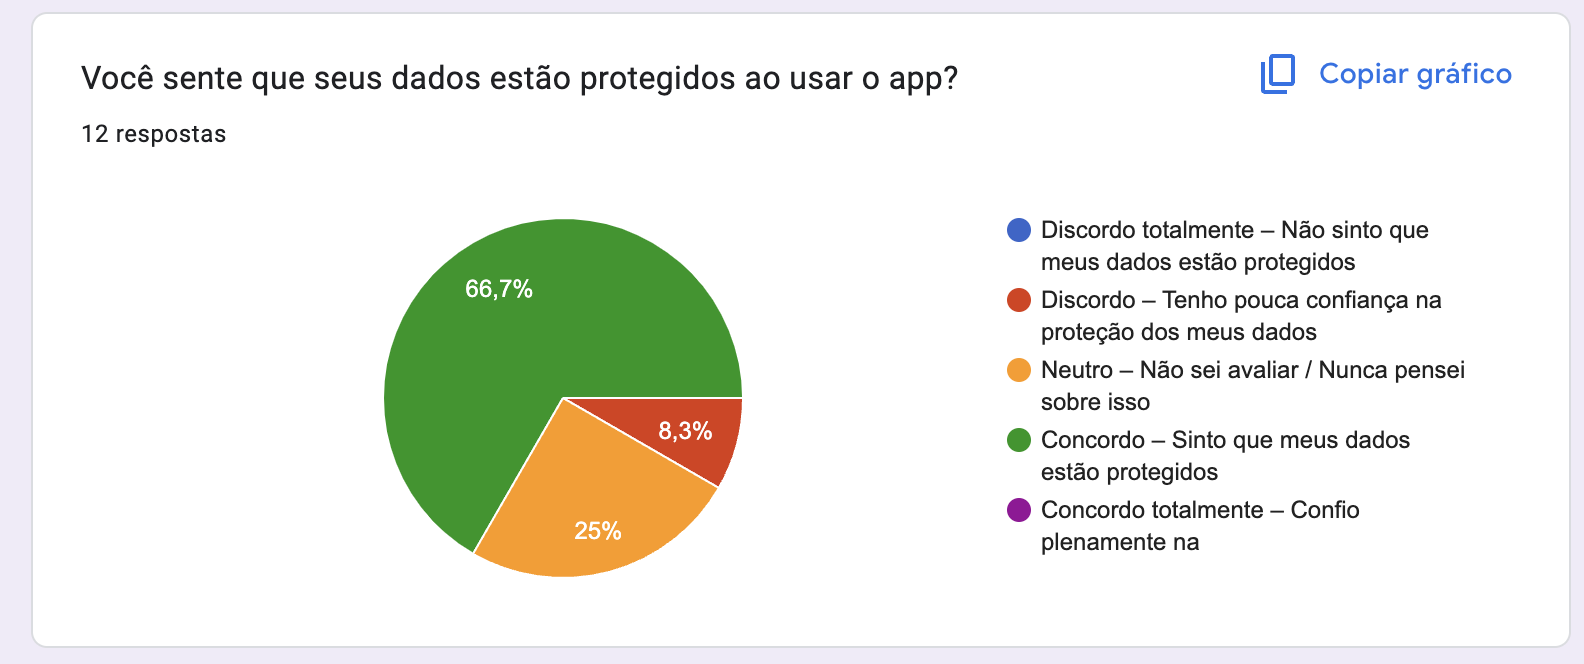 Você sente que seus dados estão protegidos ao usar o app?
Copiar gráfico
12 respostas
66,7%
8,3%
25%
Discordo totalmente – Não sinto que
meus dados estão protegidos
Discordo – Tenho pouca confiança na
proteção dos meus dados
Neutro – Não sei avaliar / Nunca pensei
sobre isso
Concordo – Sinto que meus dados
estão protegidos
Concordo totalmente – Confio
plenamente na